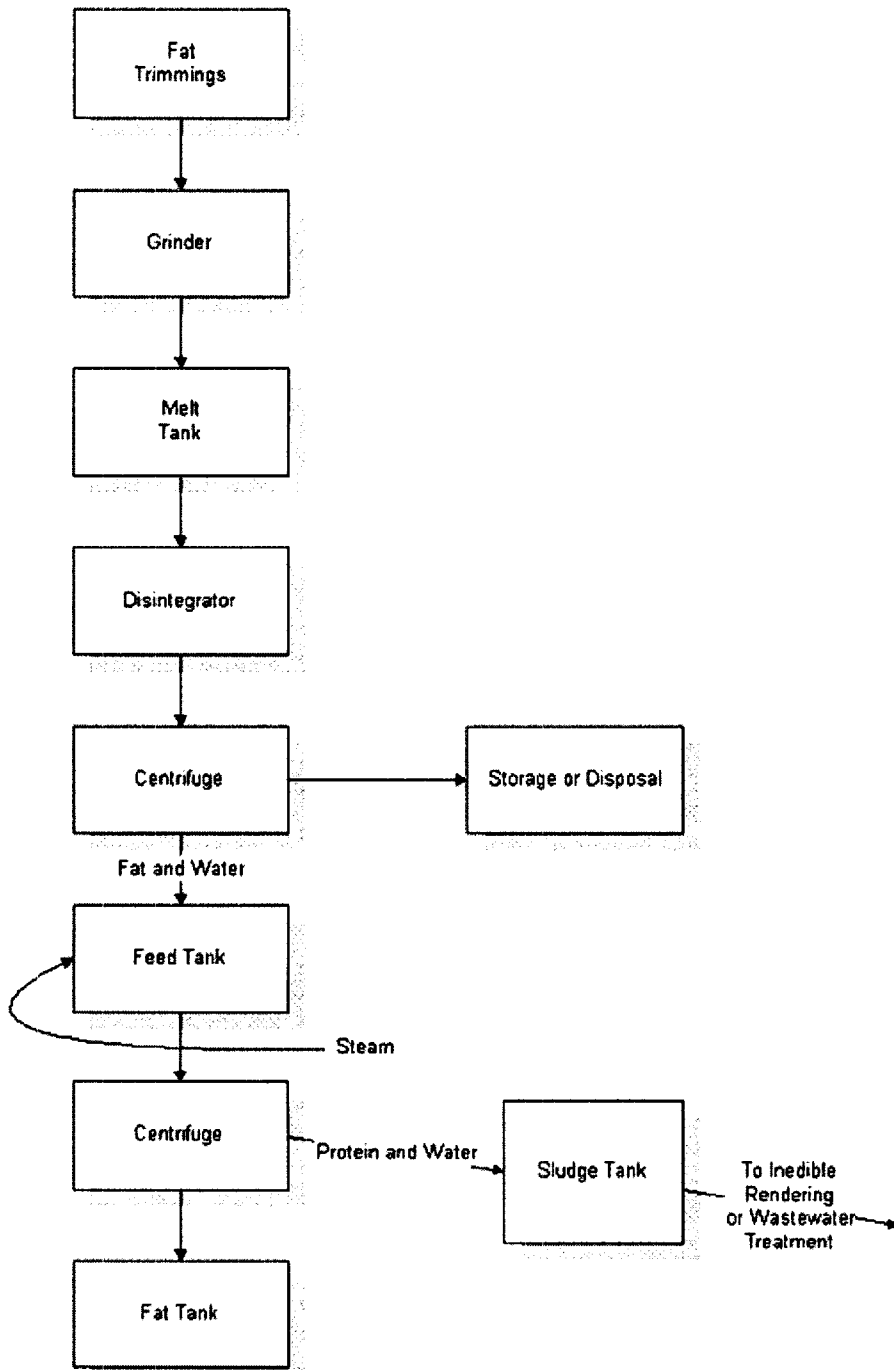 Fat
Trimmings
Grinder
Melt
Tank
Disintegrator
Centrifuge
Storage or Disposal
Fat and Water
Feed Tank
Steam
Centrifuge
Protein and Water
Sludge Tank
To Inedible
Rendering
or Wastewater
Treatment
Fat Tank